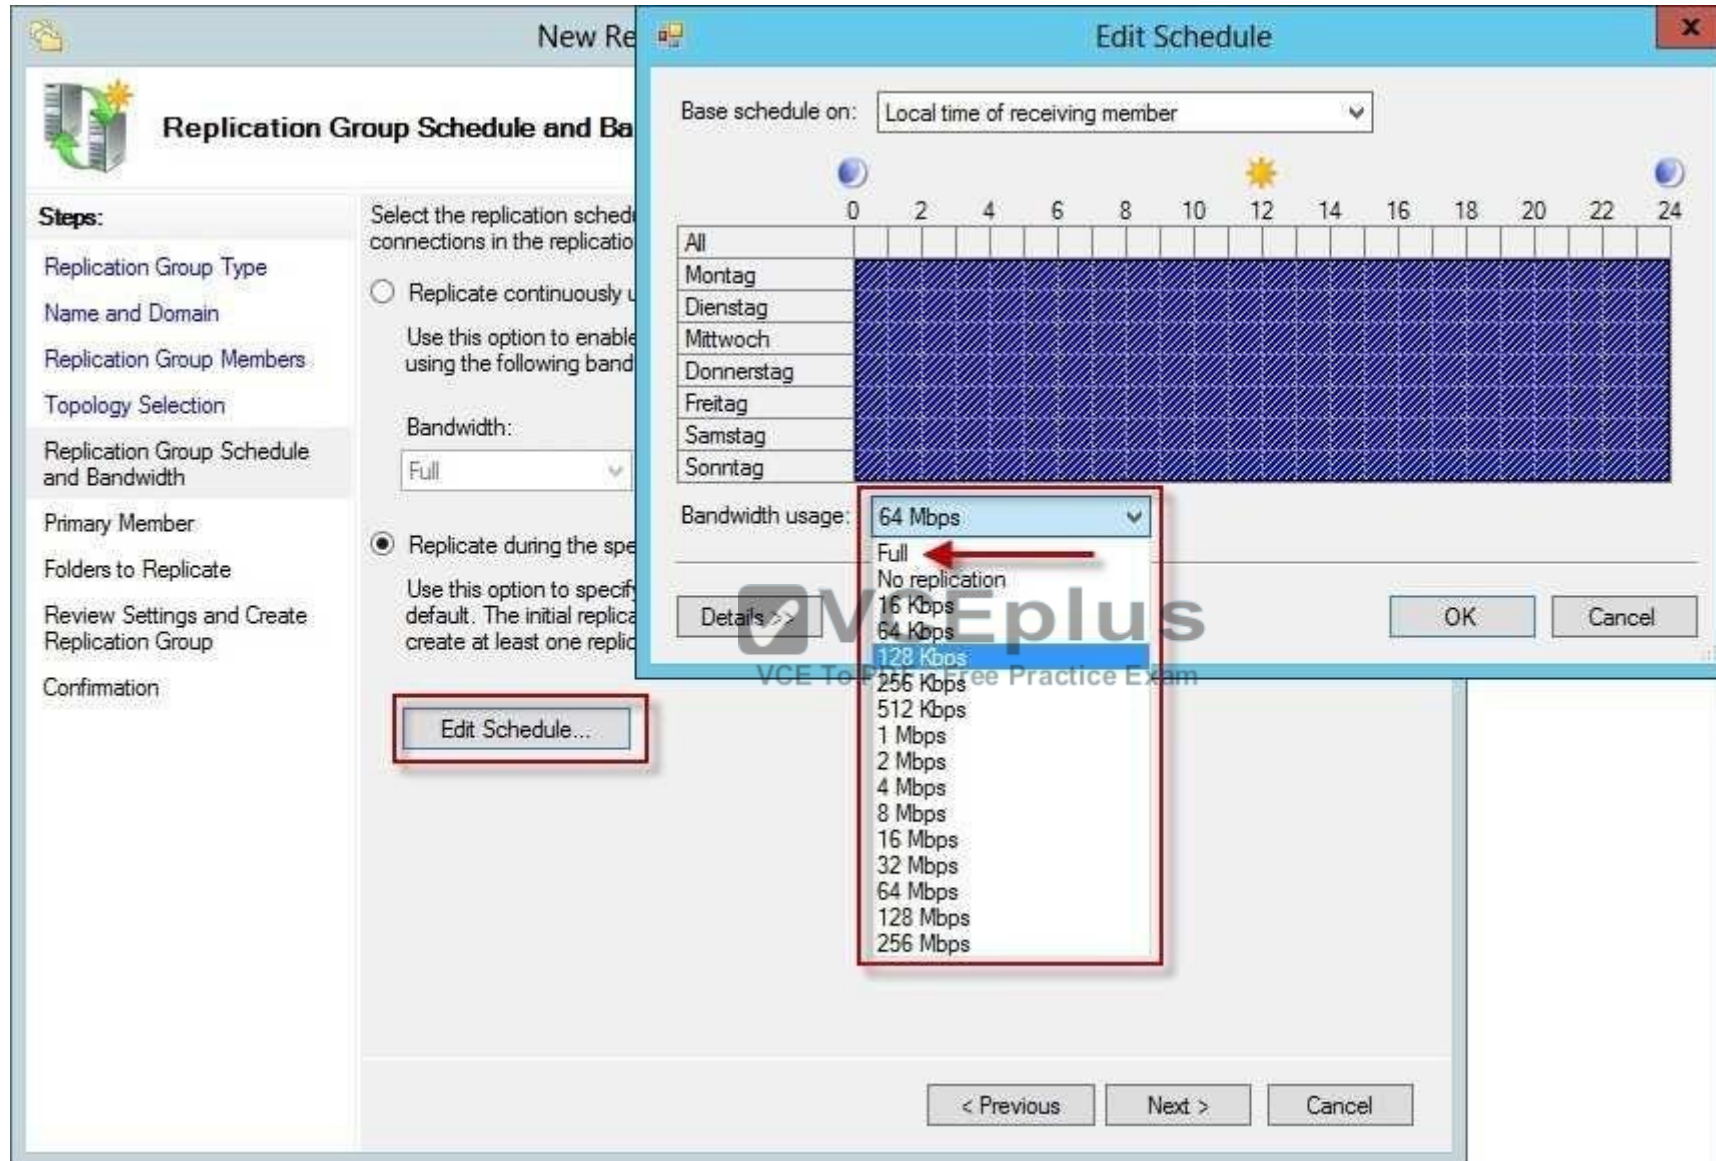 New Re
Replication Group Schedule and Ba
Steps:
Replication Group Type
Name and Domain
Replication Group Members
Topology Selection
Replication Group Schedule
and Bandwidth
Primary Member
Folders to Replicate
Review Settings and Create
Replication Group
Confirmation
Select the replication schedu
connections in the replicatio
Replicate continuously u
Use this option to enable
using the following band
Bandwidth:
Full
Replicate during the spe
Use this option to specify
default. The initial replica
create at least one replic
Edit Schedule...
< Previous
Next >
Cancel
Edit Schedule
x
Base schedule on:
Local time of receiving member
0 2 4 6 8 10 12 14 16 18 20 22 24
All
Montag
Dienstag
Mittwoch
Donnerstag
Freitag
Samstag
Sonntag
Bandwidth usage:
64 Mbps
Full
No replication
16 Kbps
64 Kbps
128 Kbps
256 Kbps
512 Kbps
1 Mbps
2 Mbps
4 Mbps
8 Mbps
16 Mbps
32 Mbps
64 Mbps
128 Mbps
256 Mbps
Details >>
OK
Cancel
VCEplus
VCE To PDF - Free Practice Exam